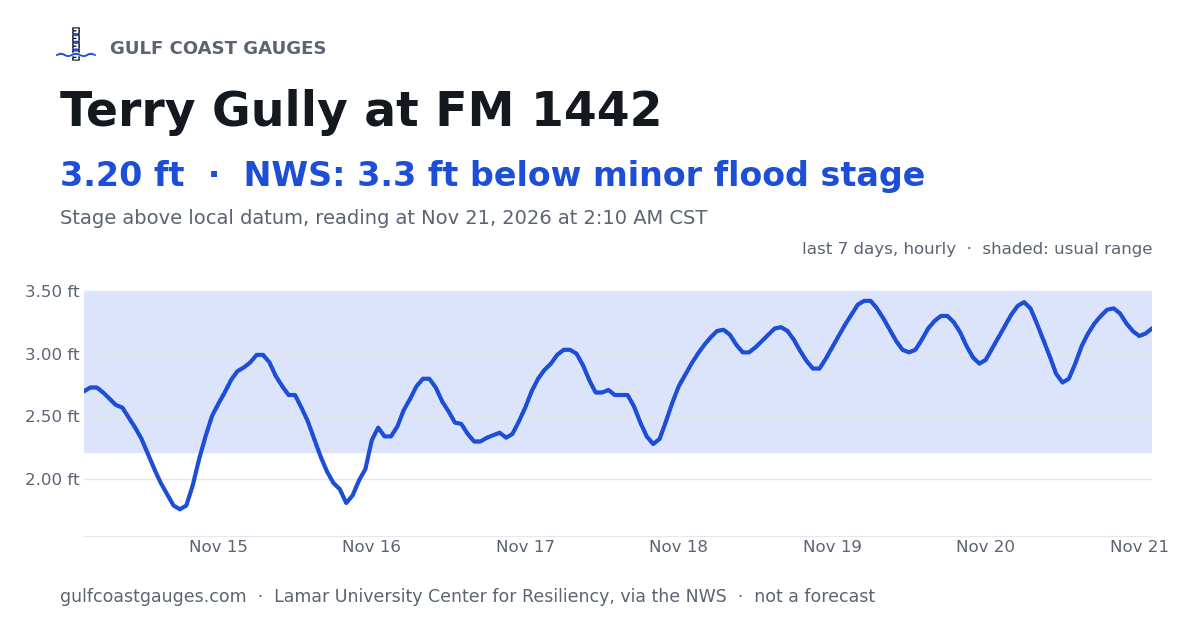 GULF COAST GAUGES
Terry Gully at FM 1442
3.20 ft · NWS: 3.3 ft below minor flood stage
Stage above local datum, reading at Nov 21, 2026 at 2:10 AM CST
last 7 days, hourly · shaded: usual range
3.50 ft
3.00 ft
2.50 ft
2.00 ft
Nov 15 Nov 16 Nov 17 Nov 18 Nov 19 Nov 20 Nov 21
gulfcoastgauges.com · Lamar University Center for Resiliency, via the NWS · not a forecast